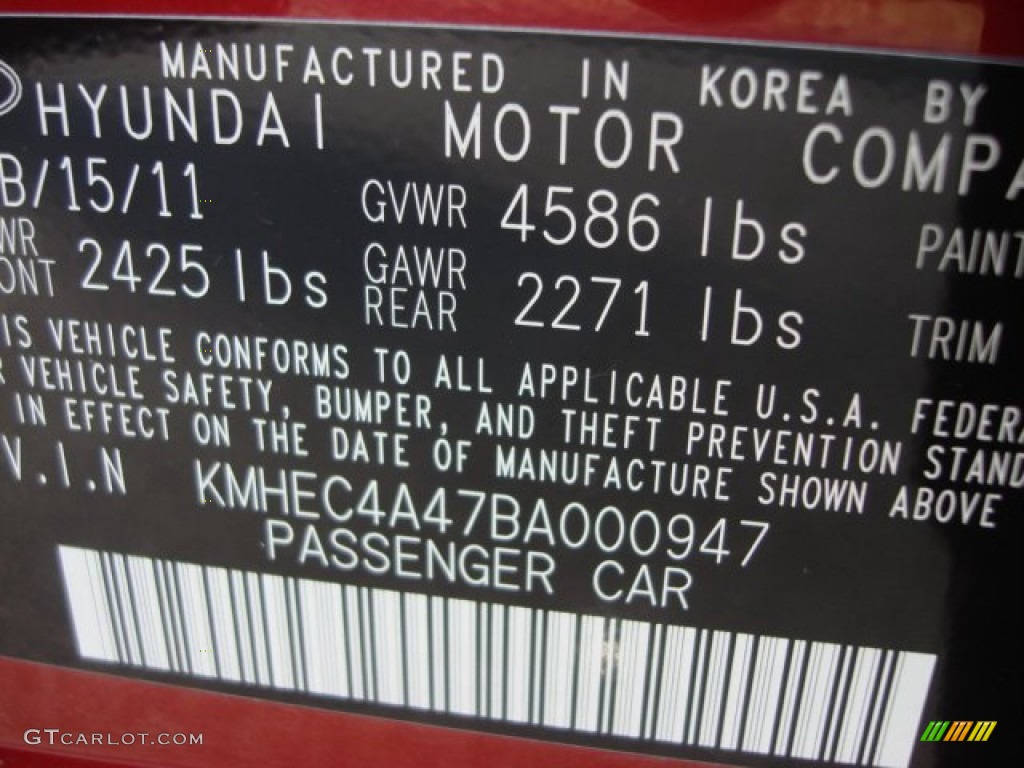 MANUFACTURED IN KOREA BY
HYUNDAI MOTOR COMPA
B/15/11 GVWR 4586 lbs PAINT
WR
ONT 2425 lbs GAWR
REAR 2271 lbs TRIM
IS VEHICLE CONFORMS TO ALL APPLICABLE U.S.A. FEDERA
R VEHICLE SAFETY, BUMPER, AND THEFT PREVENTION STAND
IN EFFECT ON THE DATE OF MANUFACTURE SHOWN ABOVE
V.I.N KMHEC4A47BA000947
PASSENGER CAR
GTCARLOT.COM